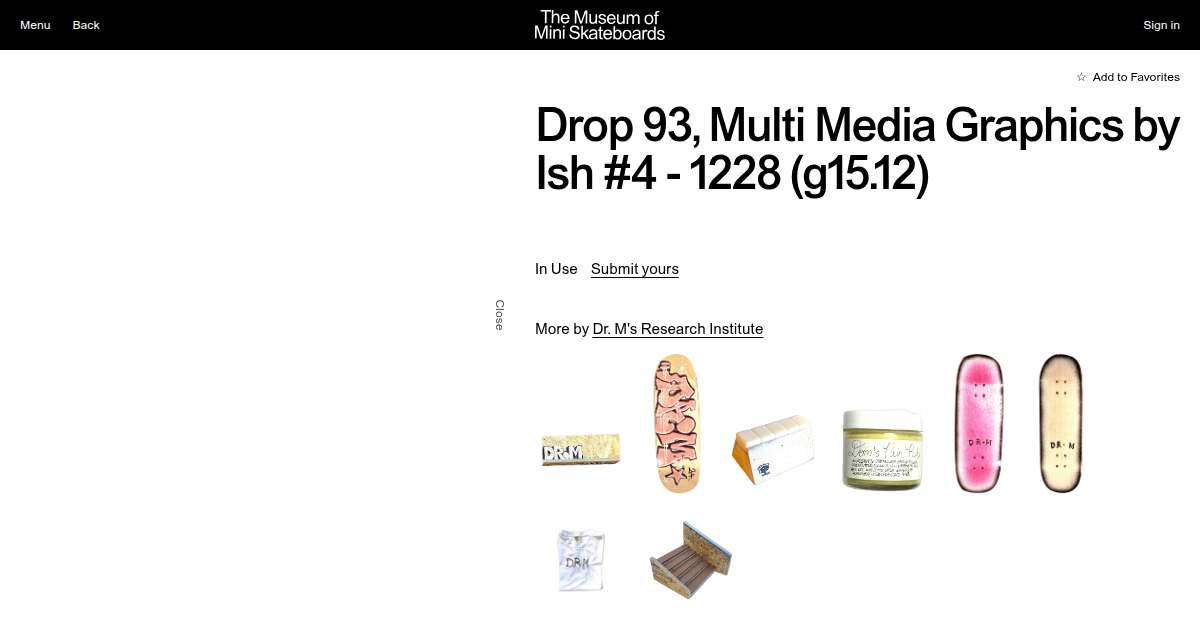 Menu
Back
The Museum of
Mini Skateboards
Sign in
☆ Add to Favorites
Drop 93, Multi Media Graphics by
Ish #4 - 1228 (g15.12)
In Use
Submit yours
Close
More by Dr. M's Research Institute
DR.M
DR.M
DR.M
DR.M